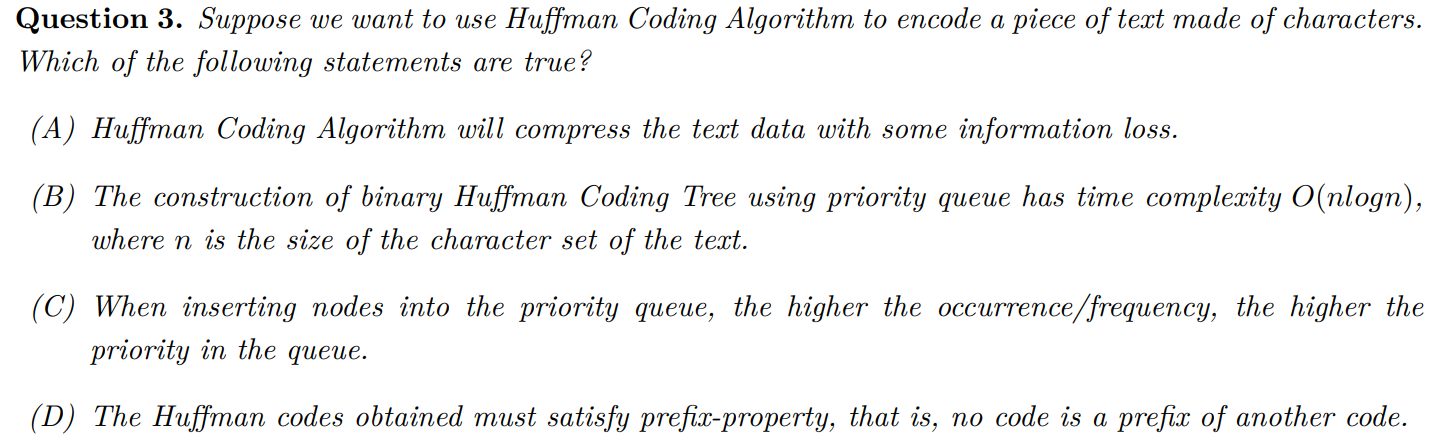 Question 3. Suppose we want to use Huffman Coding Algorithm to encode a piece of text made of characters.
Which of the following statements are true?
(A) Huffman Coding Algorithm will compress the text data with some information loss.
(B) The construction of binary Huffman Coding Tree using priority queue has time complexity O(nlogn),
where n is the size of the character set of the text.
(C) When inserting nodes into the priority queue, the higher the occurrence/frequency, the higher the
priority in the queue.
(D) The Huffman codes obtained must satisfy prefix-property, that is, no code is a prefix of another code.